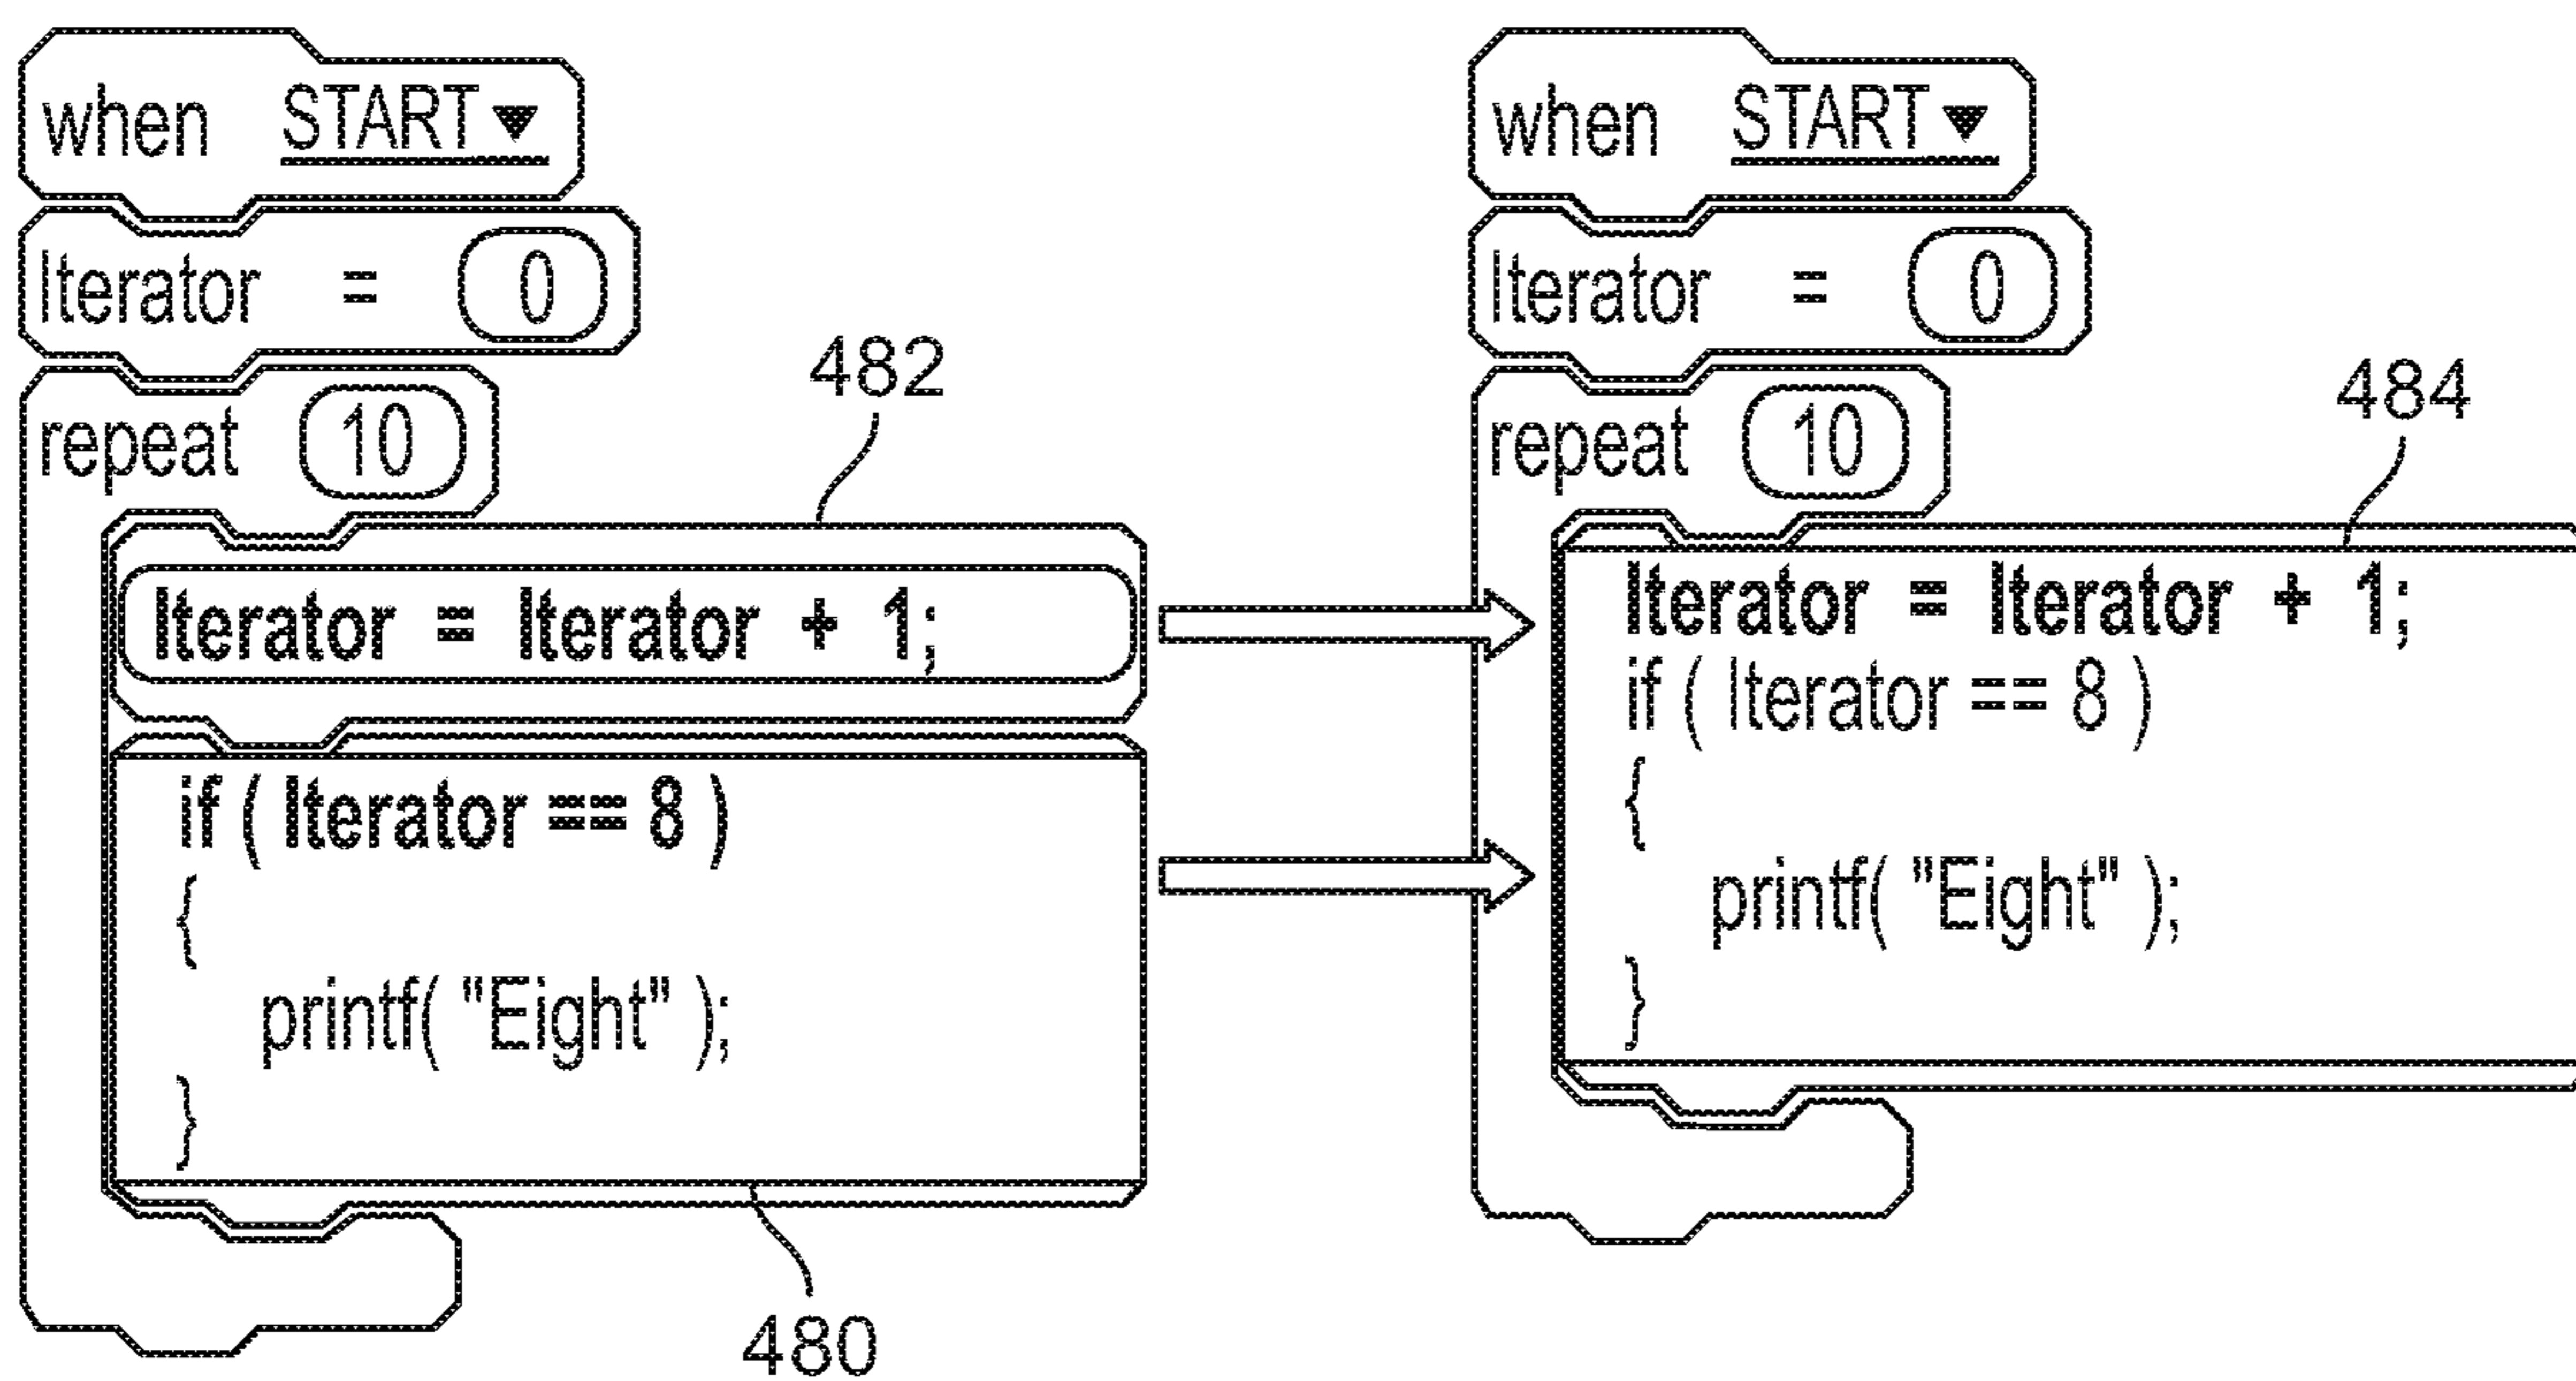 when START▼
Iterator = 0
repeat 10
482
Iterator = Iterator + 1;
if ( Iterator == 8 )
{
printf( "Eight" );
}
480
when START▼
Iterator = 0
repeat 10
484
Iterator = Iterator + 1;
if ( Iterator == 8 )
{
printf( "Eight" );
}